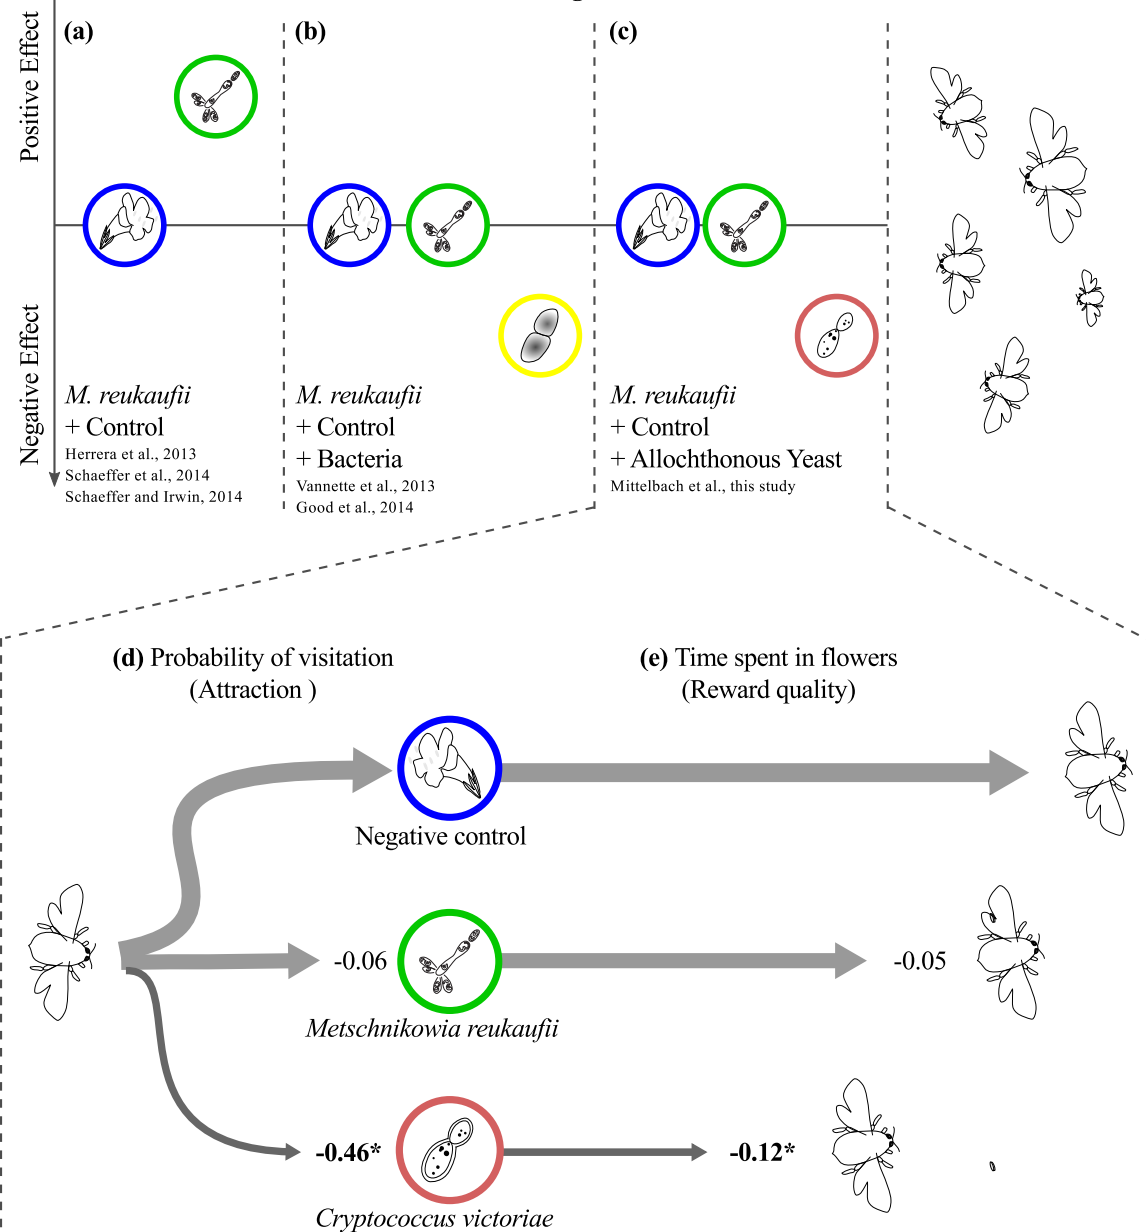 Positive Effect
Negative Effect
(a)
M. reukaufii
+ Control
Herrera et al., 2013
Schaeffer et al., 2014
Schaeffer and Irwin, 2014
(b)
M. reukaufii
+ Control
+ Bacteria
Vannette et al., 2013
Good et al., 2014
(c)
M. reukaufii
+ Control
+ Allochthonous Yeast
Mittelbach et al., this study
(d) Probability of visitation
(Attraction )
(e) Time spent in flowers
(Reward quality)
Negative control
-0.06
-0.05
Metschnikowia reukaufii
-0.46*
-0.12*
Cryptococcus victoriae